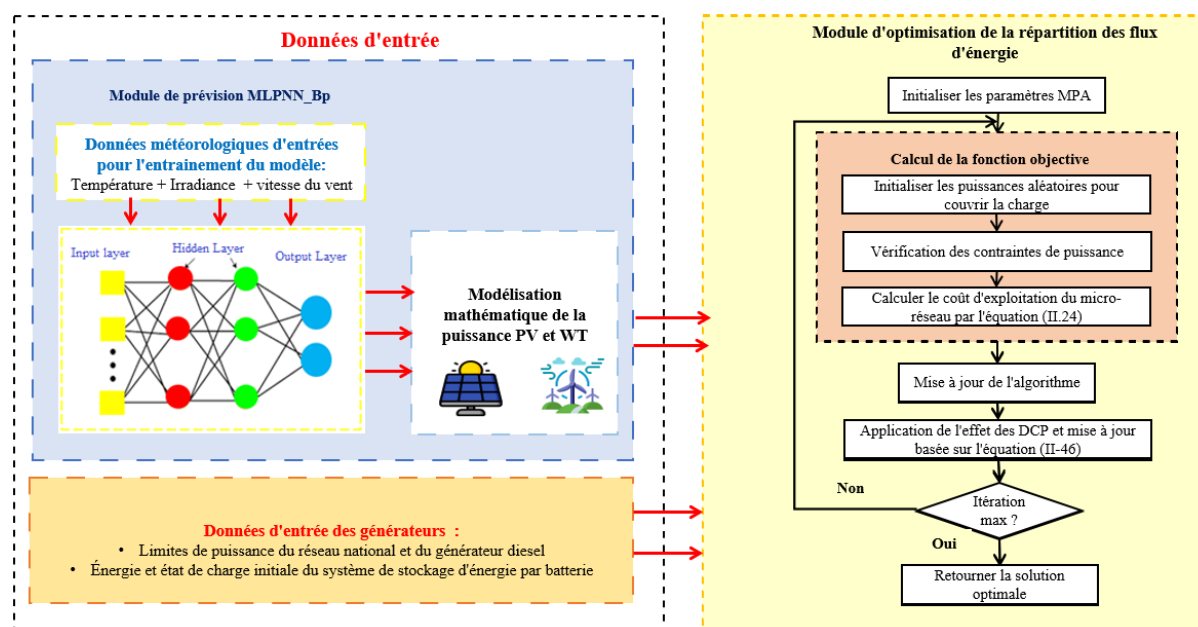 Données d'entrée
Module de prévision MLPNN_Bp
Données météorologiques d'entrées
pour l'entrainement du modèle:
Température + Irradiance + vitesse du vent
Input layer
Hidden Layer
Output Layer
Modélisation
mathématique de la
puissance PV et WT
Données d'entrée des générateurs :
• Limites de puissance du réseau national et du générateur diesel
• Énergie et état de charge initiale du système de stockage d'énergie par batterie
Module d'optimisation de la répartition des flux
d'énergie
Initialiser les paramètres MPA
Calcul de la fonction objective
Initialiser les puissances aléatoires pour
couvrir la charge
Vérification des contraintes de puissance
Calculer le coût d'exploitation du micro-
réseau par l'équation (II.24)
Mise à jour de l'algorithme
Application de l'effet des DCP et mise à jour
basée sur l'équation (II-46)
Non
Itération
max ?
Oui
Retourner la solution
optimale